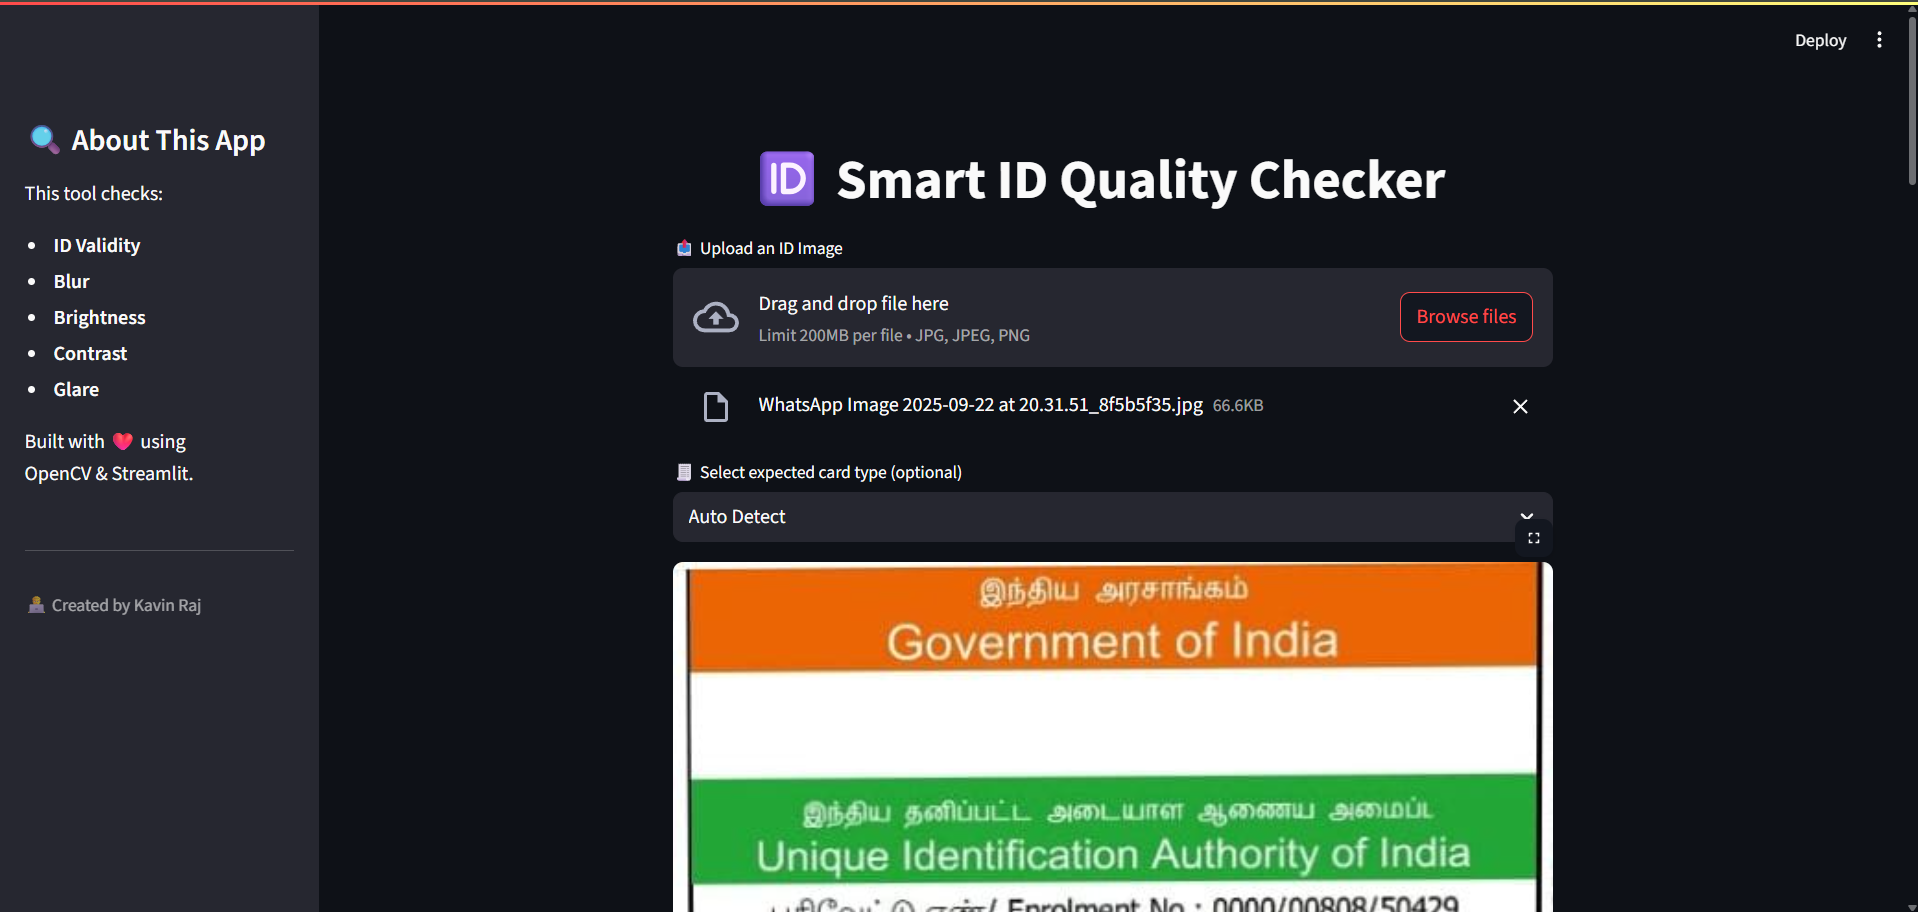 Deploy
About This App
This tool checks:
ID Validity
Blur
Brightness
Contrast
Glare
Built with ❤️ using
OpenCV & Streamlit.
Created by Kavin Raj
ID Smart ID Quality Checker
Upload an ID Image
Drag and drop file here
Limit 200MB per file • JPG, JPEG, PNG
Browse files
WhatsApp Image 2025-09-22 at 20.31.51_8f5b5f35.jpg 66.6KB
Select expected card type (optional)
Auto Detect
இந்திய அரசாங்கம்
Government of India
இந்திய தனிப்பட்ட அடையாள ஆணைய அமைப்
Unique Identification Authority of India
Enrolment No : 0000/00808/50429